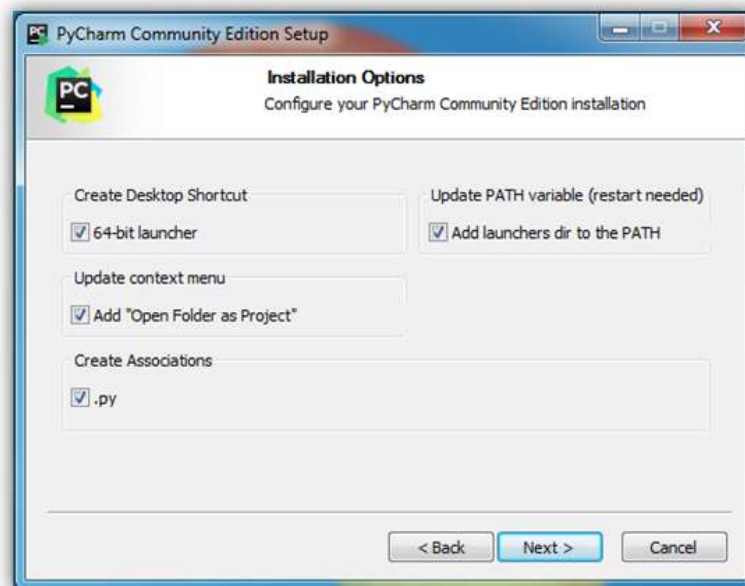 PC PyCharm Community Edition Setup
PC
Installation Options
Configure your PyCharm Community Edition installation
Create Desktop Shortcut
64-bit launcher
Update PATH variable (restart needed)
Add launchers dir to the PATH
Update context menu
Add "Open Folder as Project"
Create Associations
.py
< Back
Next >
Cancel